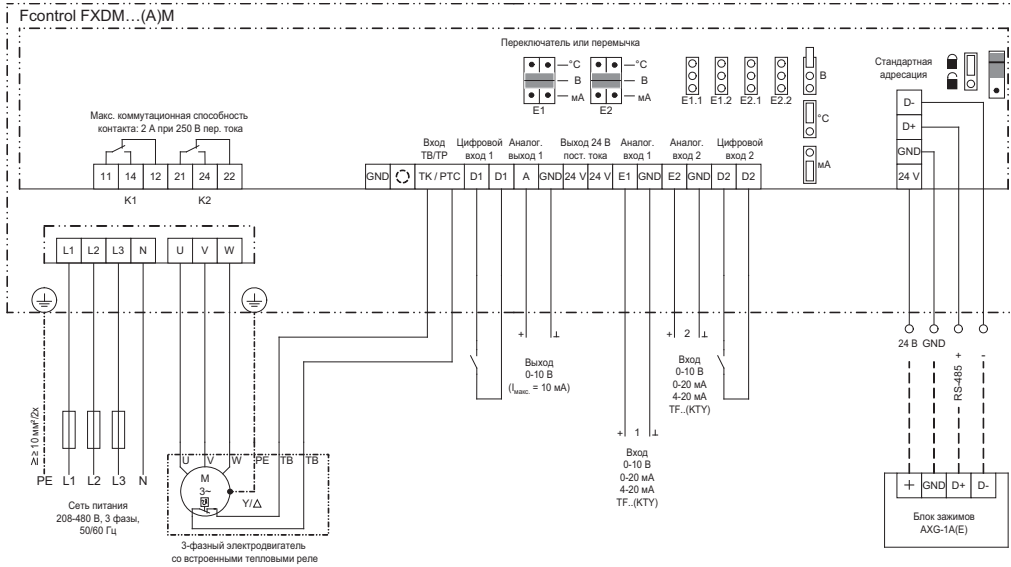 Fcontrol FXDM...(A)M
Переключатель или перемычка
°C
B
мА
E1
°C
B
мА
E2
E1.1 E1.2 E2.1 E2.2
B
°C
мА
Стандартная
адресация
D-
D+
GND
24 V
Макс. коммутационная способность
контакта: 2 А при 250 В пер. тока
11 14 12 21 24 22
K1 K2
Вход
ТВ/ТР
Цифровой
вход 1
Аналог.
выход 1
Выход 24 В
пост. тока
Аналог.
вход 1
Аналог.
вход 2
Цифровой
вход 2
GND TK / PTC D1 D1 A GND 24 V 24 V E1 GND E2 GND D2 D2
L1 L2 L3 N U V W
≥ ≥ 10 мм²/2x
PE L1 L2 L3 N
Сеть питания
208-480 В, 3 фазы,
50/60 Гц
U V W PE TB TB
M
3~
Y/Δ
3-фазный электродвигатель
со встроенными тепловыми реле
+ ⊥
Выход
0-10 В
(Iмакс. = 10 мА)
+ 1 ⊥
Вход
0-10 В
0-20 мА
4-20 мА
TF..(KTY)
+ 2 ⊥
Вход
0-10 В
0-20 мА
4-20 мА
TF..(KTY)
24 В GND
RS-485 + -
+ GND D+ D-
Блок зажимов
AXG-1A(E)